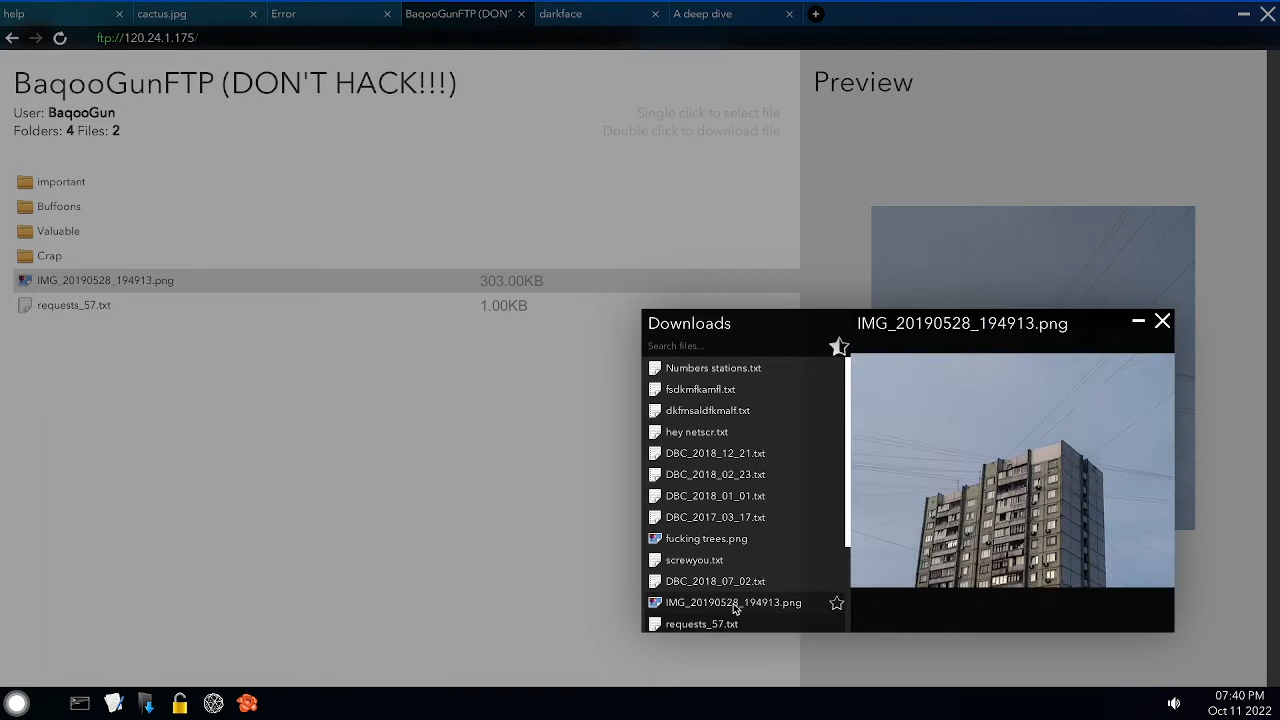 help
cactus.jpg
Error
BaqooGunFTP (DON'T
darkface
A deep dive
ftp://120.24.1.175/
BaqooGunFTP (DON'T HACK!!!)
User: BaqooGun
Folders: 4 Files: 2
Single click to select file
Double click to download file
important
Buffoons
Valuable
Crap
IMG_20190528_194913.png 303.00KB
requests_57.txt 1.00KB
Preview
Downloads
Search files...
Numbers stations.txt
fsdkmfkamfl.txt
dkfmsaldfkmalf.txt
hey netscr.txt
DBC_2018_12_21.txt
DBC_2018_02_23.txt
DBC_2018_01_01.txt
DBC_2017_03_17.txt
fucking trees.png
screwyou.txt
DBC_2018_07_02.txt
IMG_20190528_194913.png
requests_57.txt
IMG_20190528_194913.png
07:40 PM
Oct 11 2022